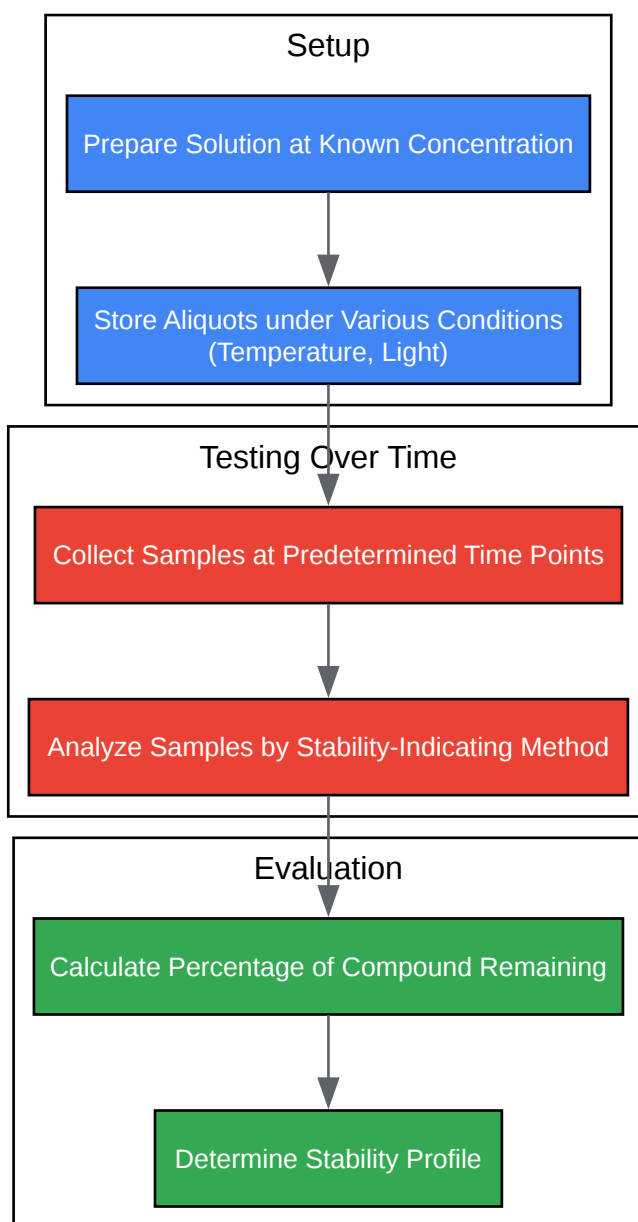 Setup
Prepare Solution at Known Concentration
Store Aliquots under Various Conditions
(Temperature, Light)
Testing Over Time
Collect Samples at Predetermined Time Points
Analyze Samples by Stability-Indicating Method
Evaluation
Calculate Percentage of Compound Remaining
Determine Stability Profile